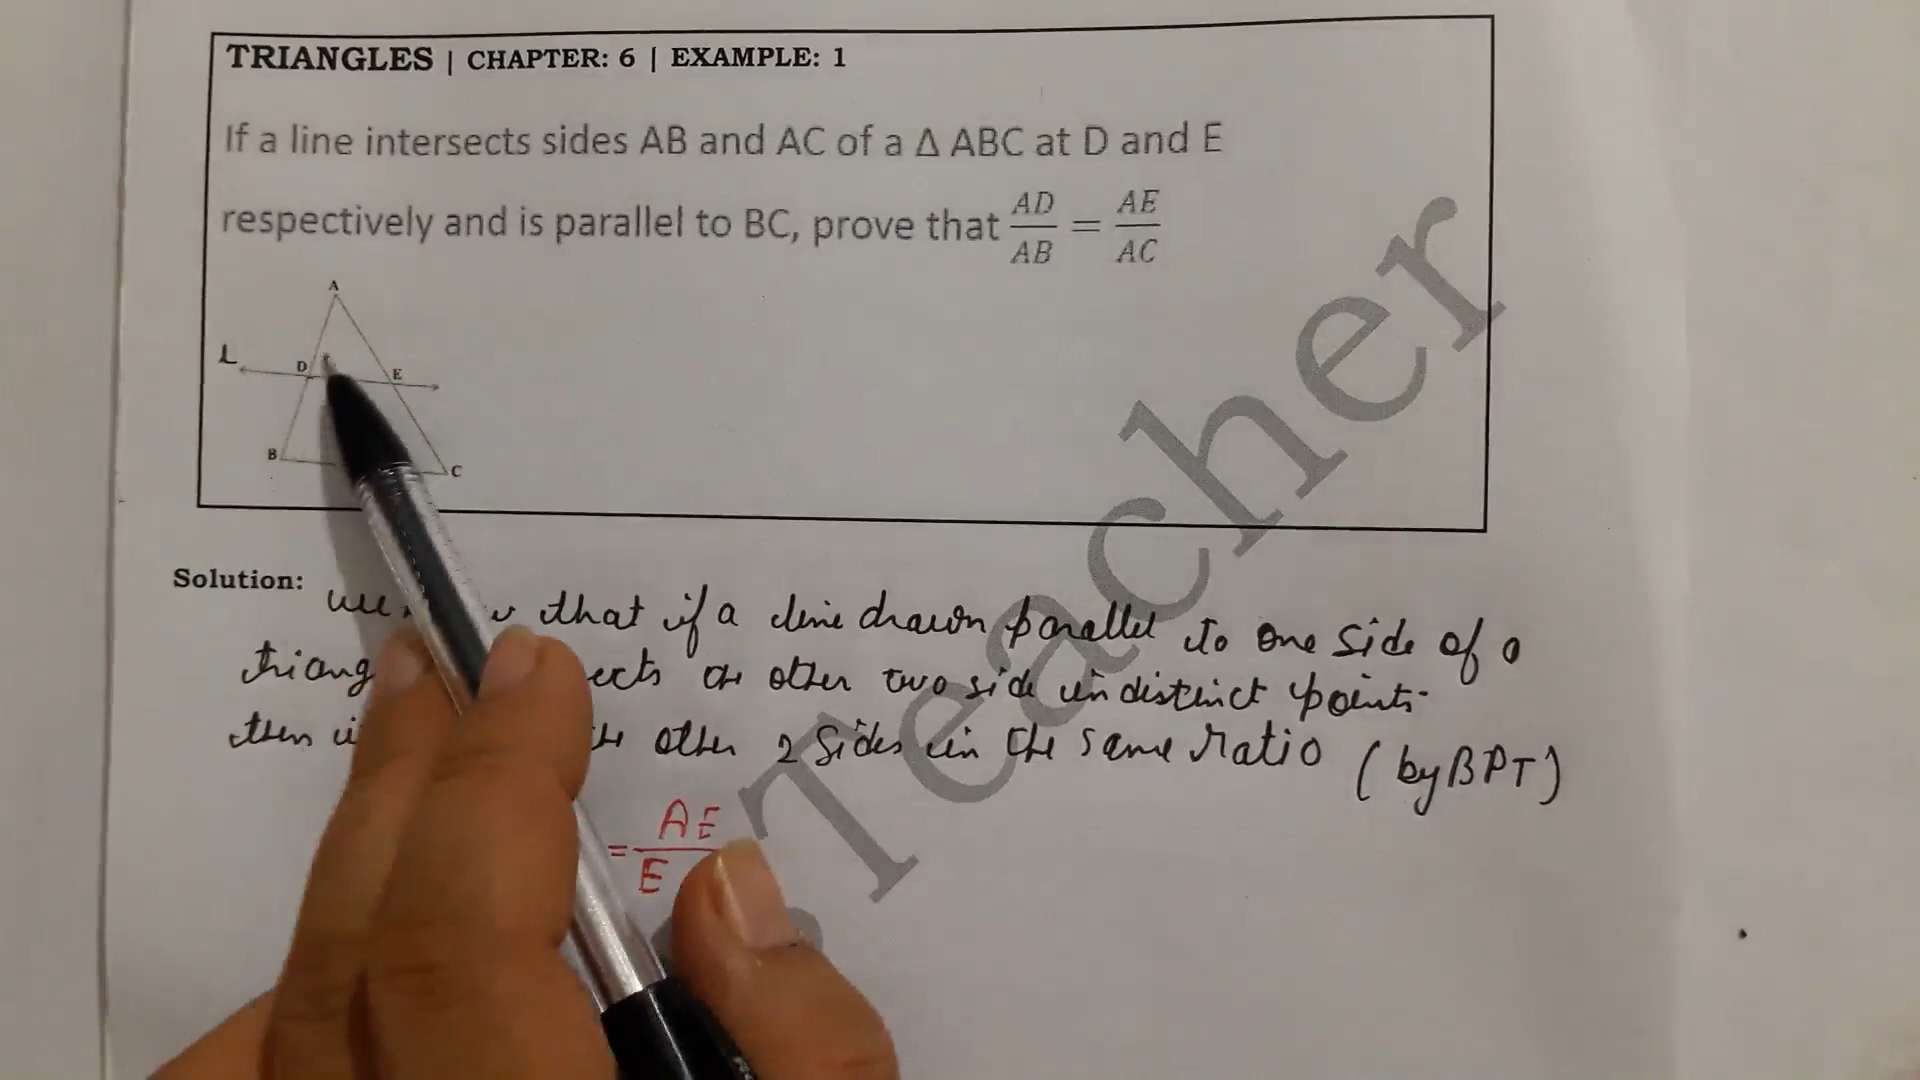 TRIANGLES | CHAPTER: 6 | EXAMPLE: 1
If a line intersects sides AB and AC of a Δ ABC at D and E
respectively and is parallel to BC, prove that AD/AB = AE/AC
A
L
D
E
B
C
Solution:
that if a line drawn parallel to one side of a
the other two side in distinct points.
then other 2 sides in the same ratio (by BPT)
= AE/E
Teacher